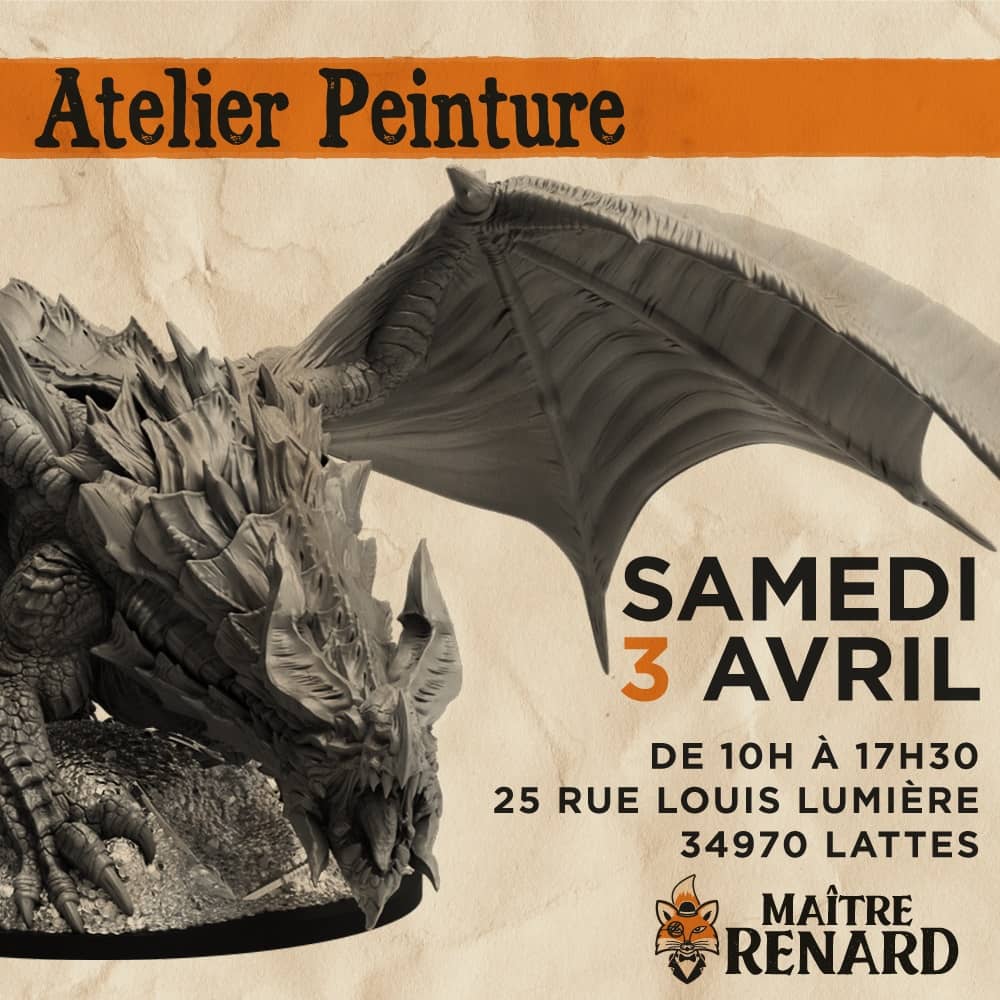 Atelier Peinture
SAMEDI
3 AVRIL
DE 10H À 17H30
25 RUE LOUIS LUMIÈRE
34970 LATTES
MAÎTRE
RENARD